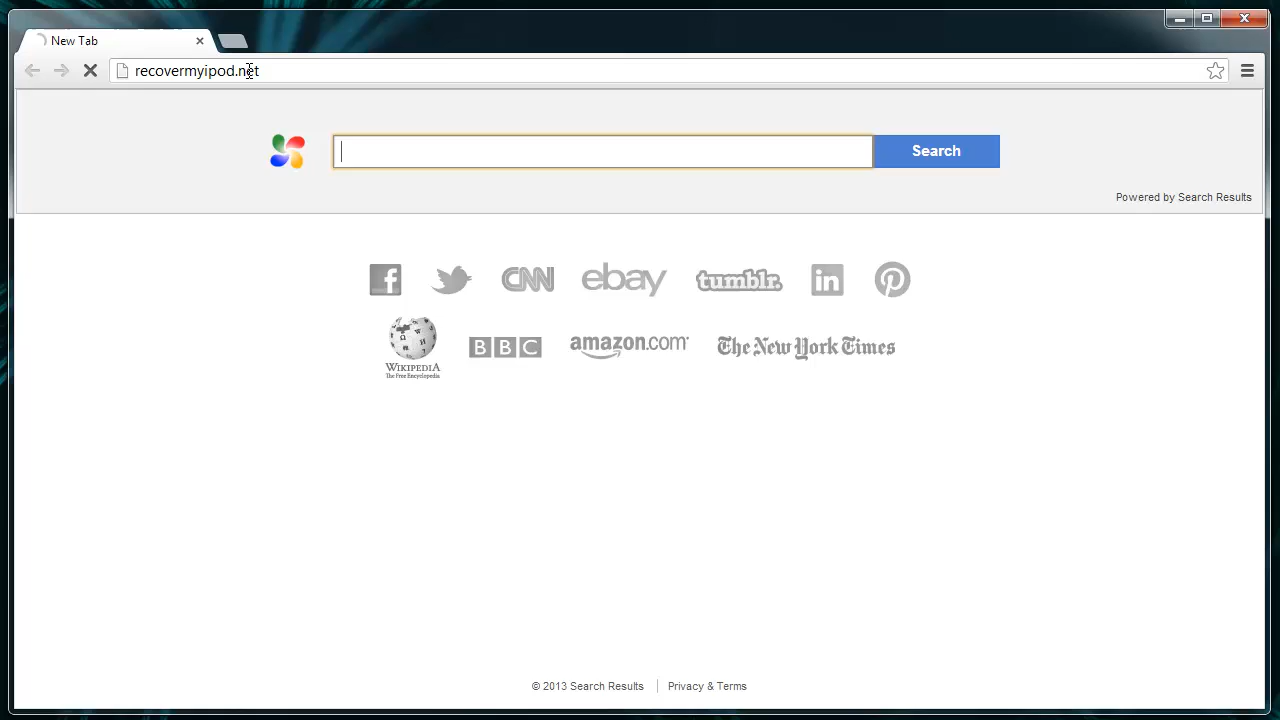 New Tab
recovermyipod.net
Search
Powered by Search Results
f CNN ebay tumblr. in
WIKIPEDIA
The Free Encyclopedia
BBC amazon.com The New York Times
© 2013 Search Results Privacy & Terms